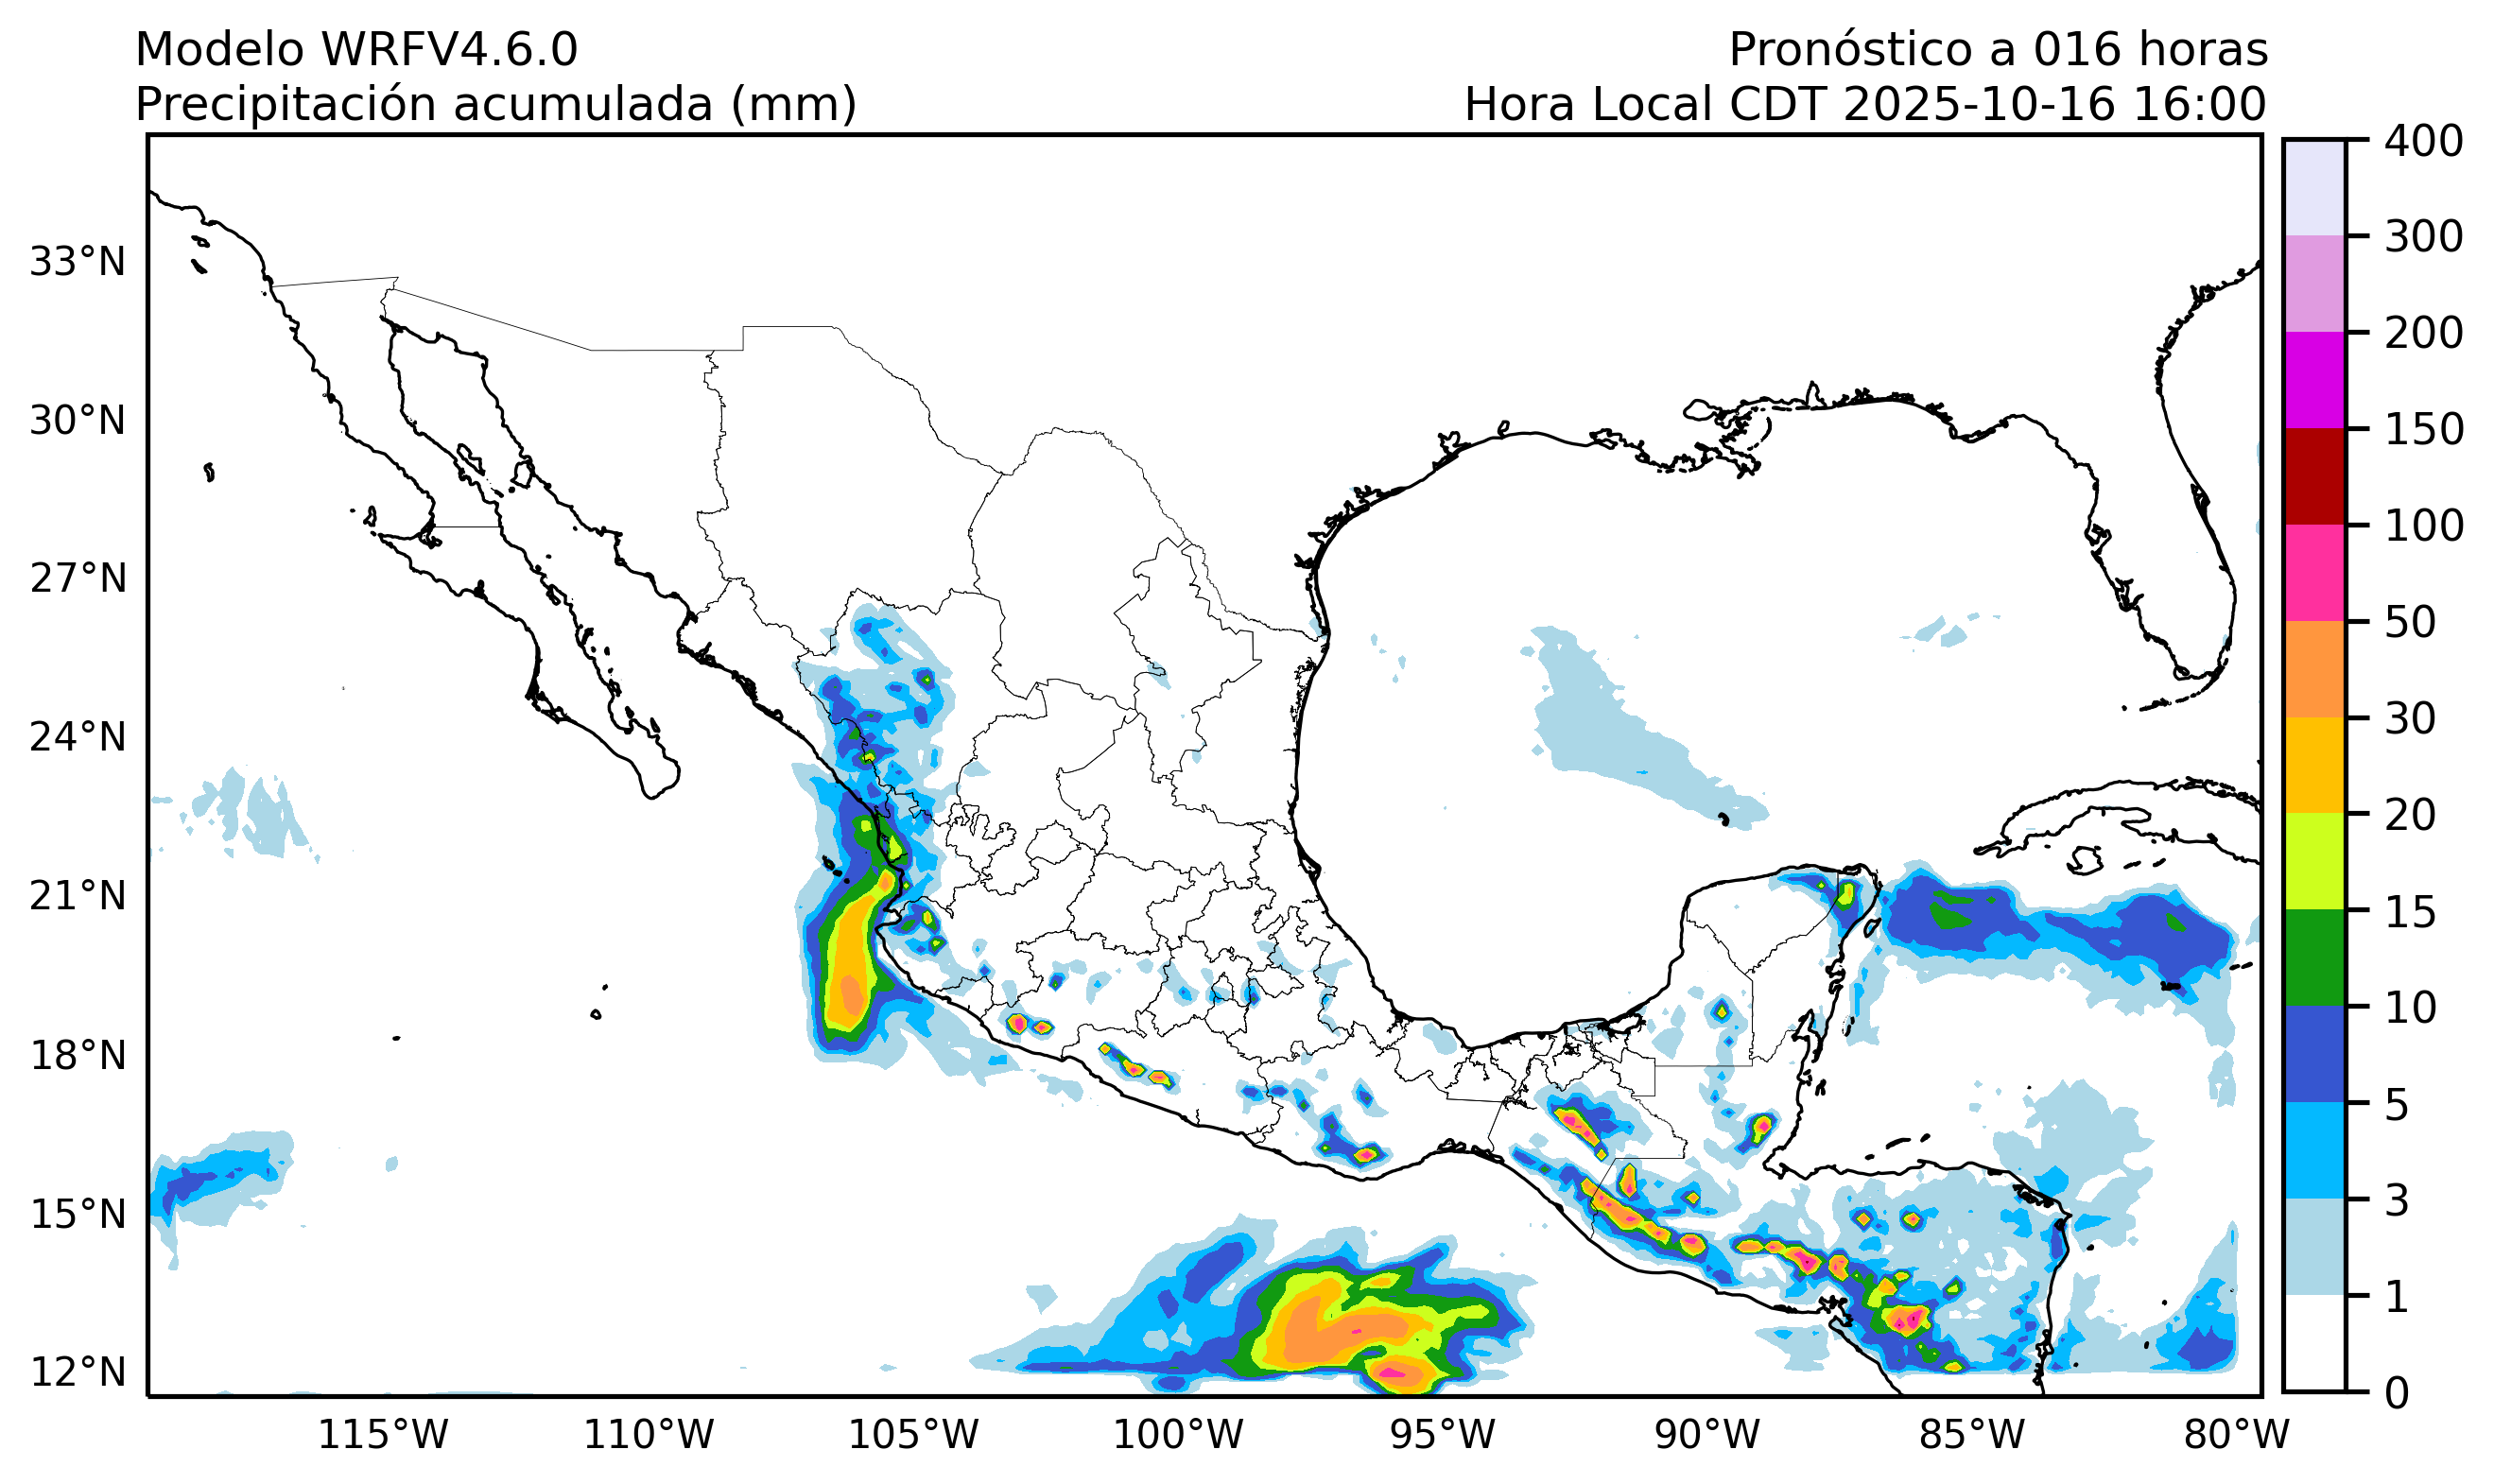 Modelo WRFV4.6.0
Pronóstico a 016 horas
Precipitación acumulada (mm)
Hora Local CDT 2025-10-16 16:00
33°N
30°N
27°N
24°N
21°N
18°N
15°N
12°N
115°W
110°W
105°W
100°W
95°W
90°W
85°W
80°W
400
300
200
150
100
50
30
20
15
10
5
3
1
0